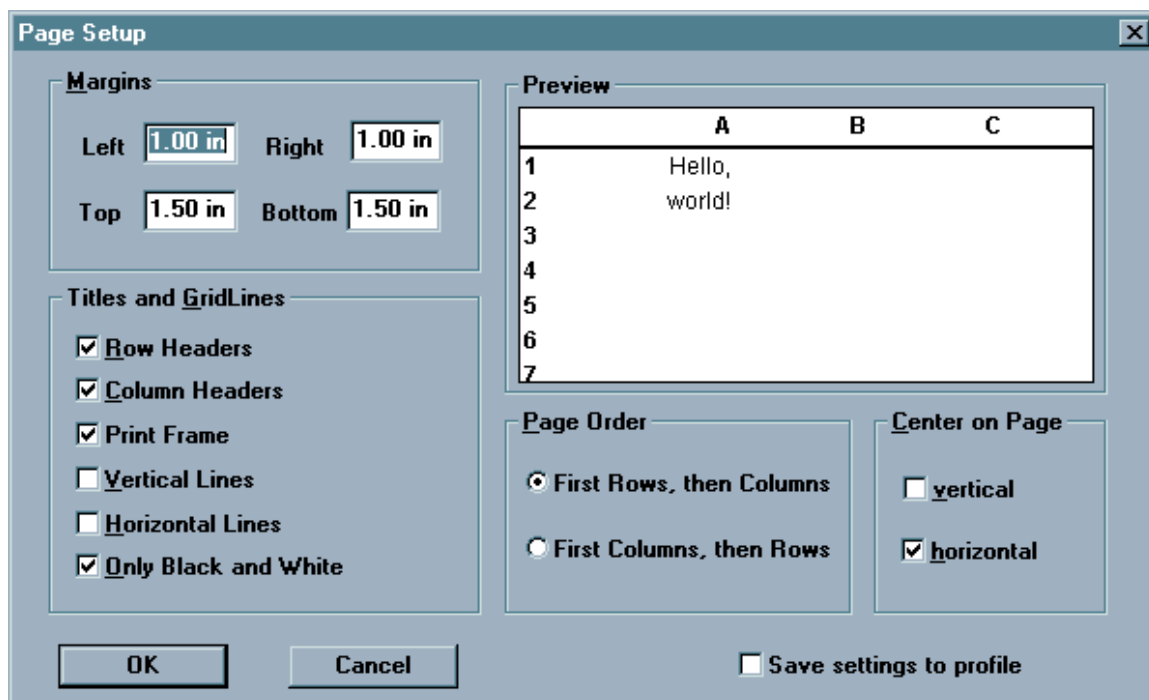 Page Setup
Margins
Left 1.00 in Right 1.00 in
Top 1.50 in Bottom 1.50 in
Titles and GridLines
Row Headers
Column Headers
Print Frame
Vertical Lines
Horizontal Lines
Only Black and White
Preview
A B C
1 Hello,
2 world!
3
4
5
6
7
Page Order
First Rows, then Columns
First Columns, then Rows
Center on Page
vertical
horizontal
OK Cancel
Save settings to profile